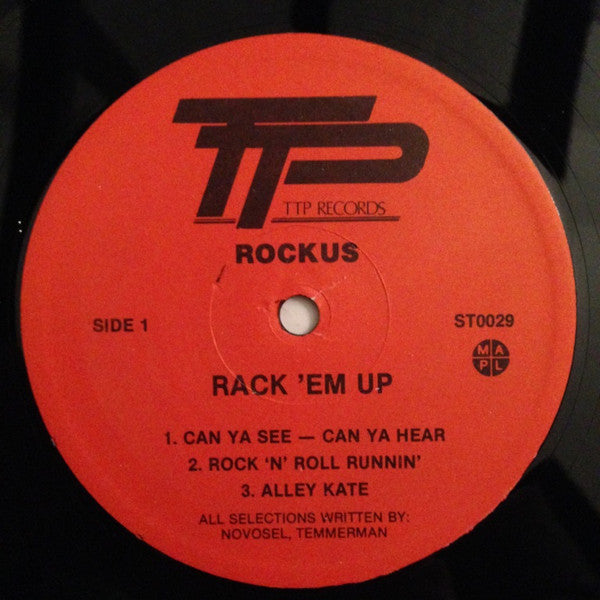 TTP
TTP RECORDS
ROCKUS
SIDE 1
ST0029
M A
P L
RACK 'EM UP
1. CAN YA SEE — CAN YA HEAR
2. ROCK 'N' ROLL RUNNIN'
3. ALLEY KATE
ALL SELECTIONS WRITTEN BY:
NOVOSEL, TEMMERMAN